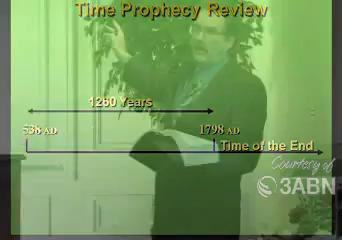 Time Prophecy Review
1260 Years
538 AD
1798 AD
Time of the End
Courtesy of
3ABN